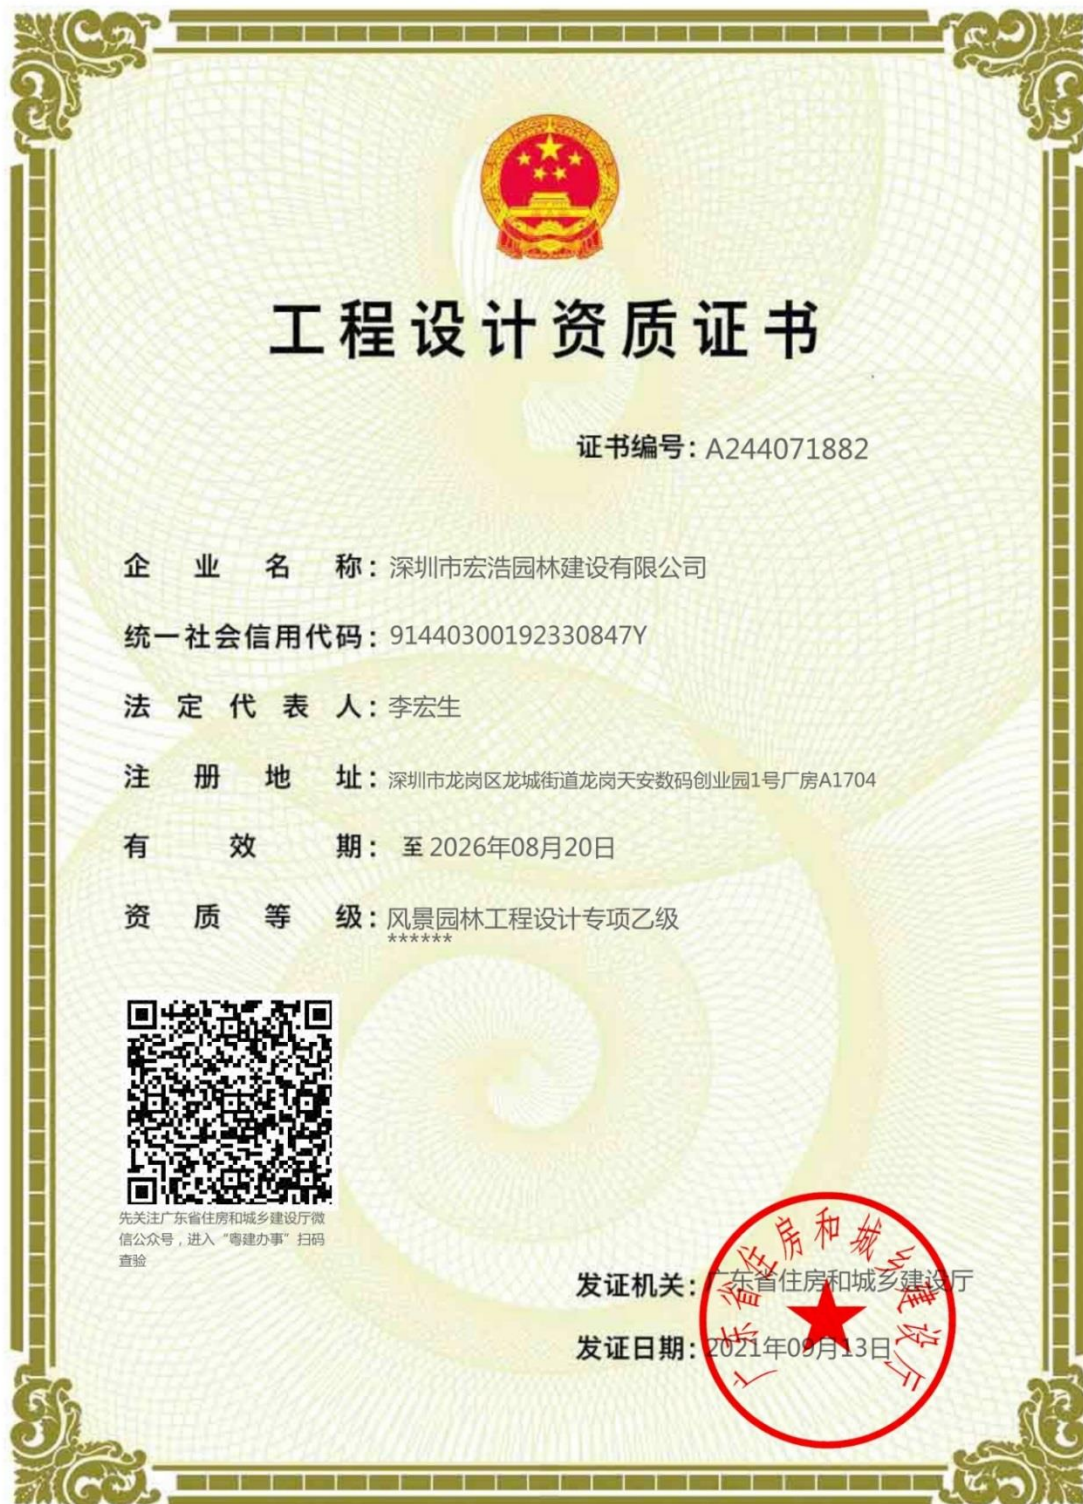 工程设计资质证书
证书编号：A244071882
企业名称：深圳市宏浩园林建设有限公司
统一社会信用代码：91440300192330847Y
法定代表人：李宏生
注册地址：深圳市龙岗区龙城街道龙岗天安数码创业园1号厂房A1704
有效期：至2026年08月20日
资质等级：风景园林工程设计专项乙级
******
先关注广东省住房和城乡建设厅微
信公众号，进入“粤建办事”扫码
查验
发证机关：广东省住房和城乡建设厅
发证日期：2021年09月13日
广东省住房和城乡建设厅